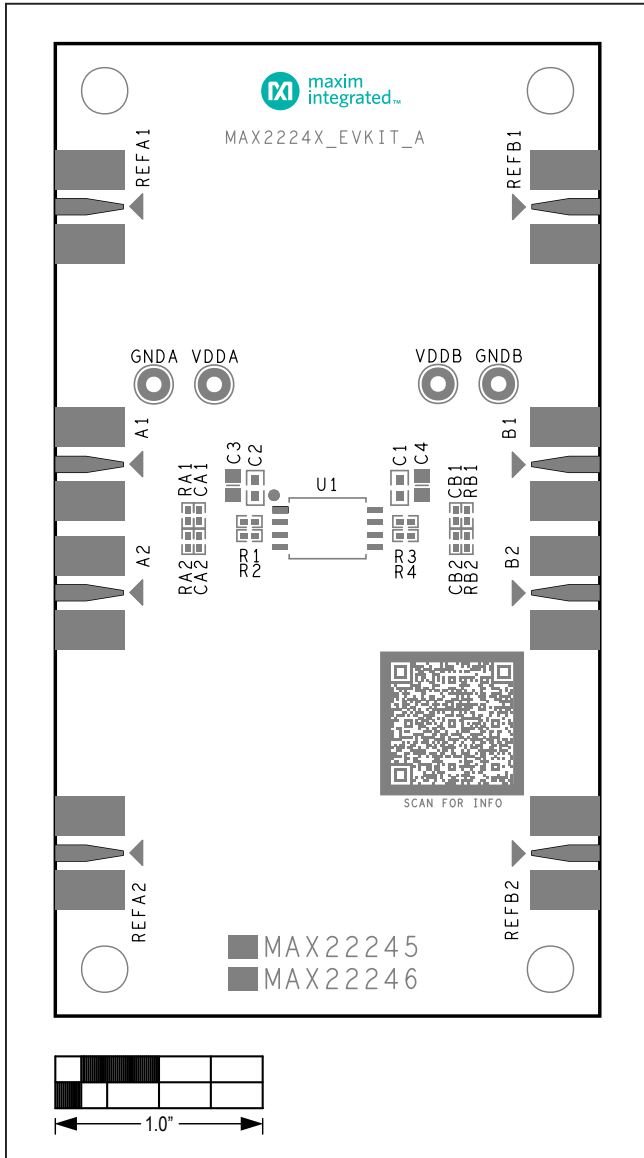 maxim
integrated™
MAX2224X_EVKIT_A
REFA1
REFB1
GNDA
VDDA
VDDB
GNDB
A1
B1
C3
C2
C1
C4
RA1
CA1
U1
CB1
RB1
A2
B2
R1
R2
R3
R4
RA2
CA2
CB2
RB2
SCAN FOR INFO
REFA2
REFB2
MAX22245
MAX22246
1.0”